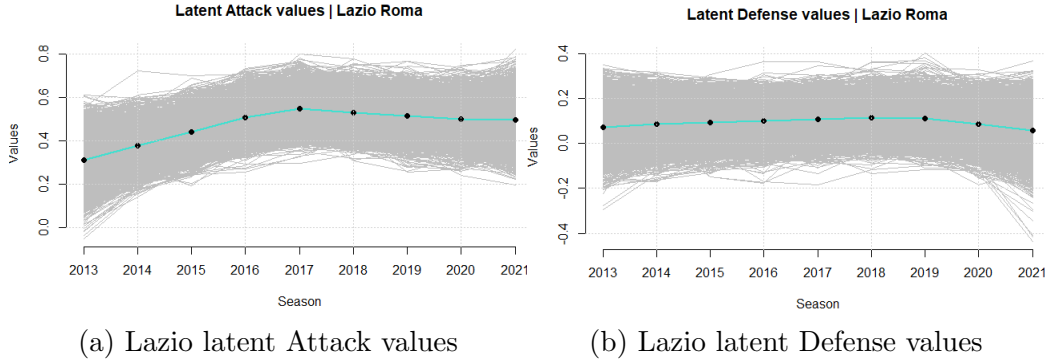 Latent Attack values | Lazio Roma
Values
0.8
0.6
0.4
0.2
0.0
2013 2014 2015 2016 2017 2018 2019 2020 2021
Season
(a) Lazio latent Attack values
Latent Defense values | Lazio Roma
Values
0.4
0.2
0.0
-0.2
-0.4
2013 2014 2015 2016 2017 2018 2019 2020 2021
Season
(b) Lazio latent Defense values